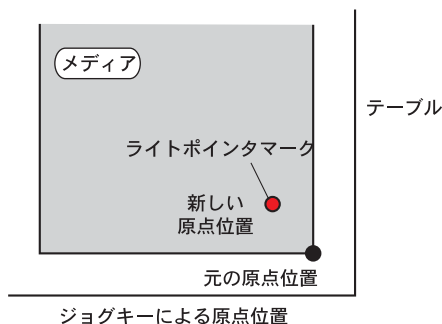 メディア
テーブル
ライトポインタマーク
新しい
原点位置
元の原点位置
ジョグキーによる原点位置